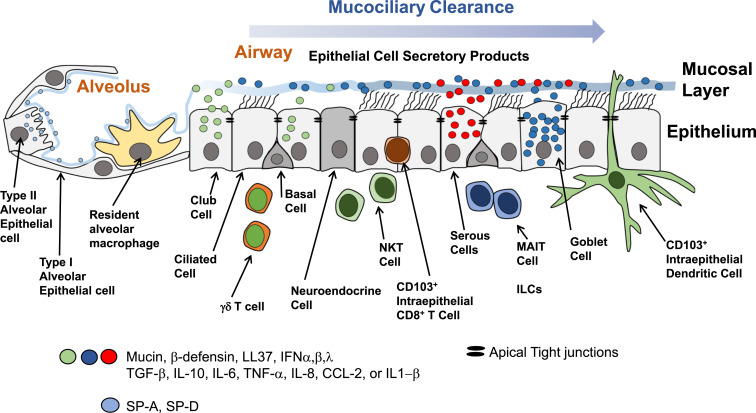 Mucociliary Clearance
Airway
Epithelial Cell Secretory Products
Alveolus
Mucosal
Layer
Epithelium
Type II
Alveolar
Epithelial
cell
Type I
Alveolar
Epithelial cell
Resident
alveolar
macrophage
Club
Cell
Ciliated
Cell
γδ T cell
Basal
Cell
Neuroendocrine
Cell
NKT
Cell
CD103⁺
Intraepithelial
CD8⁺ T Cell
Serous
Cells
MAIT
Cell
ILCs
Goblet
Cell
CD103⁺
Intraepithelial
Dendritic Cell
Mucin, β-defensin, LL37, IFNα,β,λ
TGF-β, IL-10, IL-6, TNF-α, IL-8, CCL-2, or IL1–β
Apical Tight junctions
SP-A, SP-D